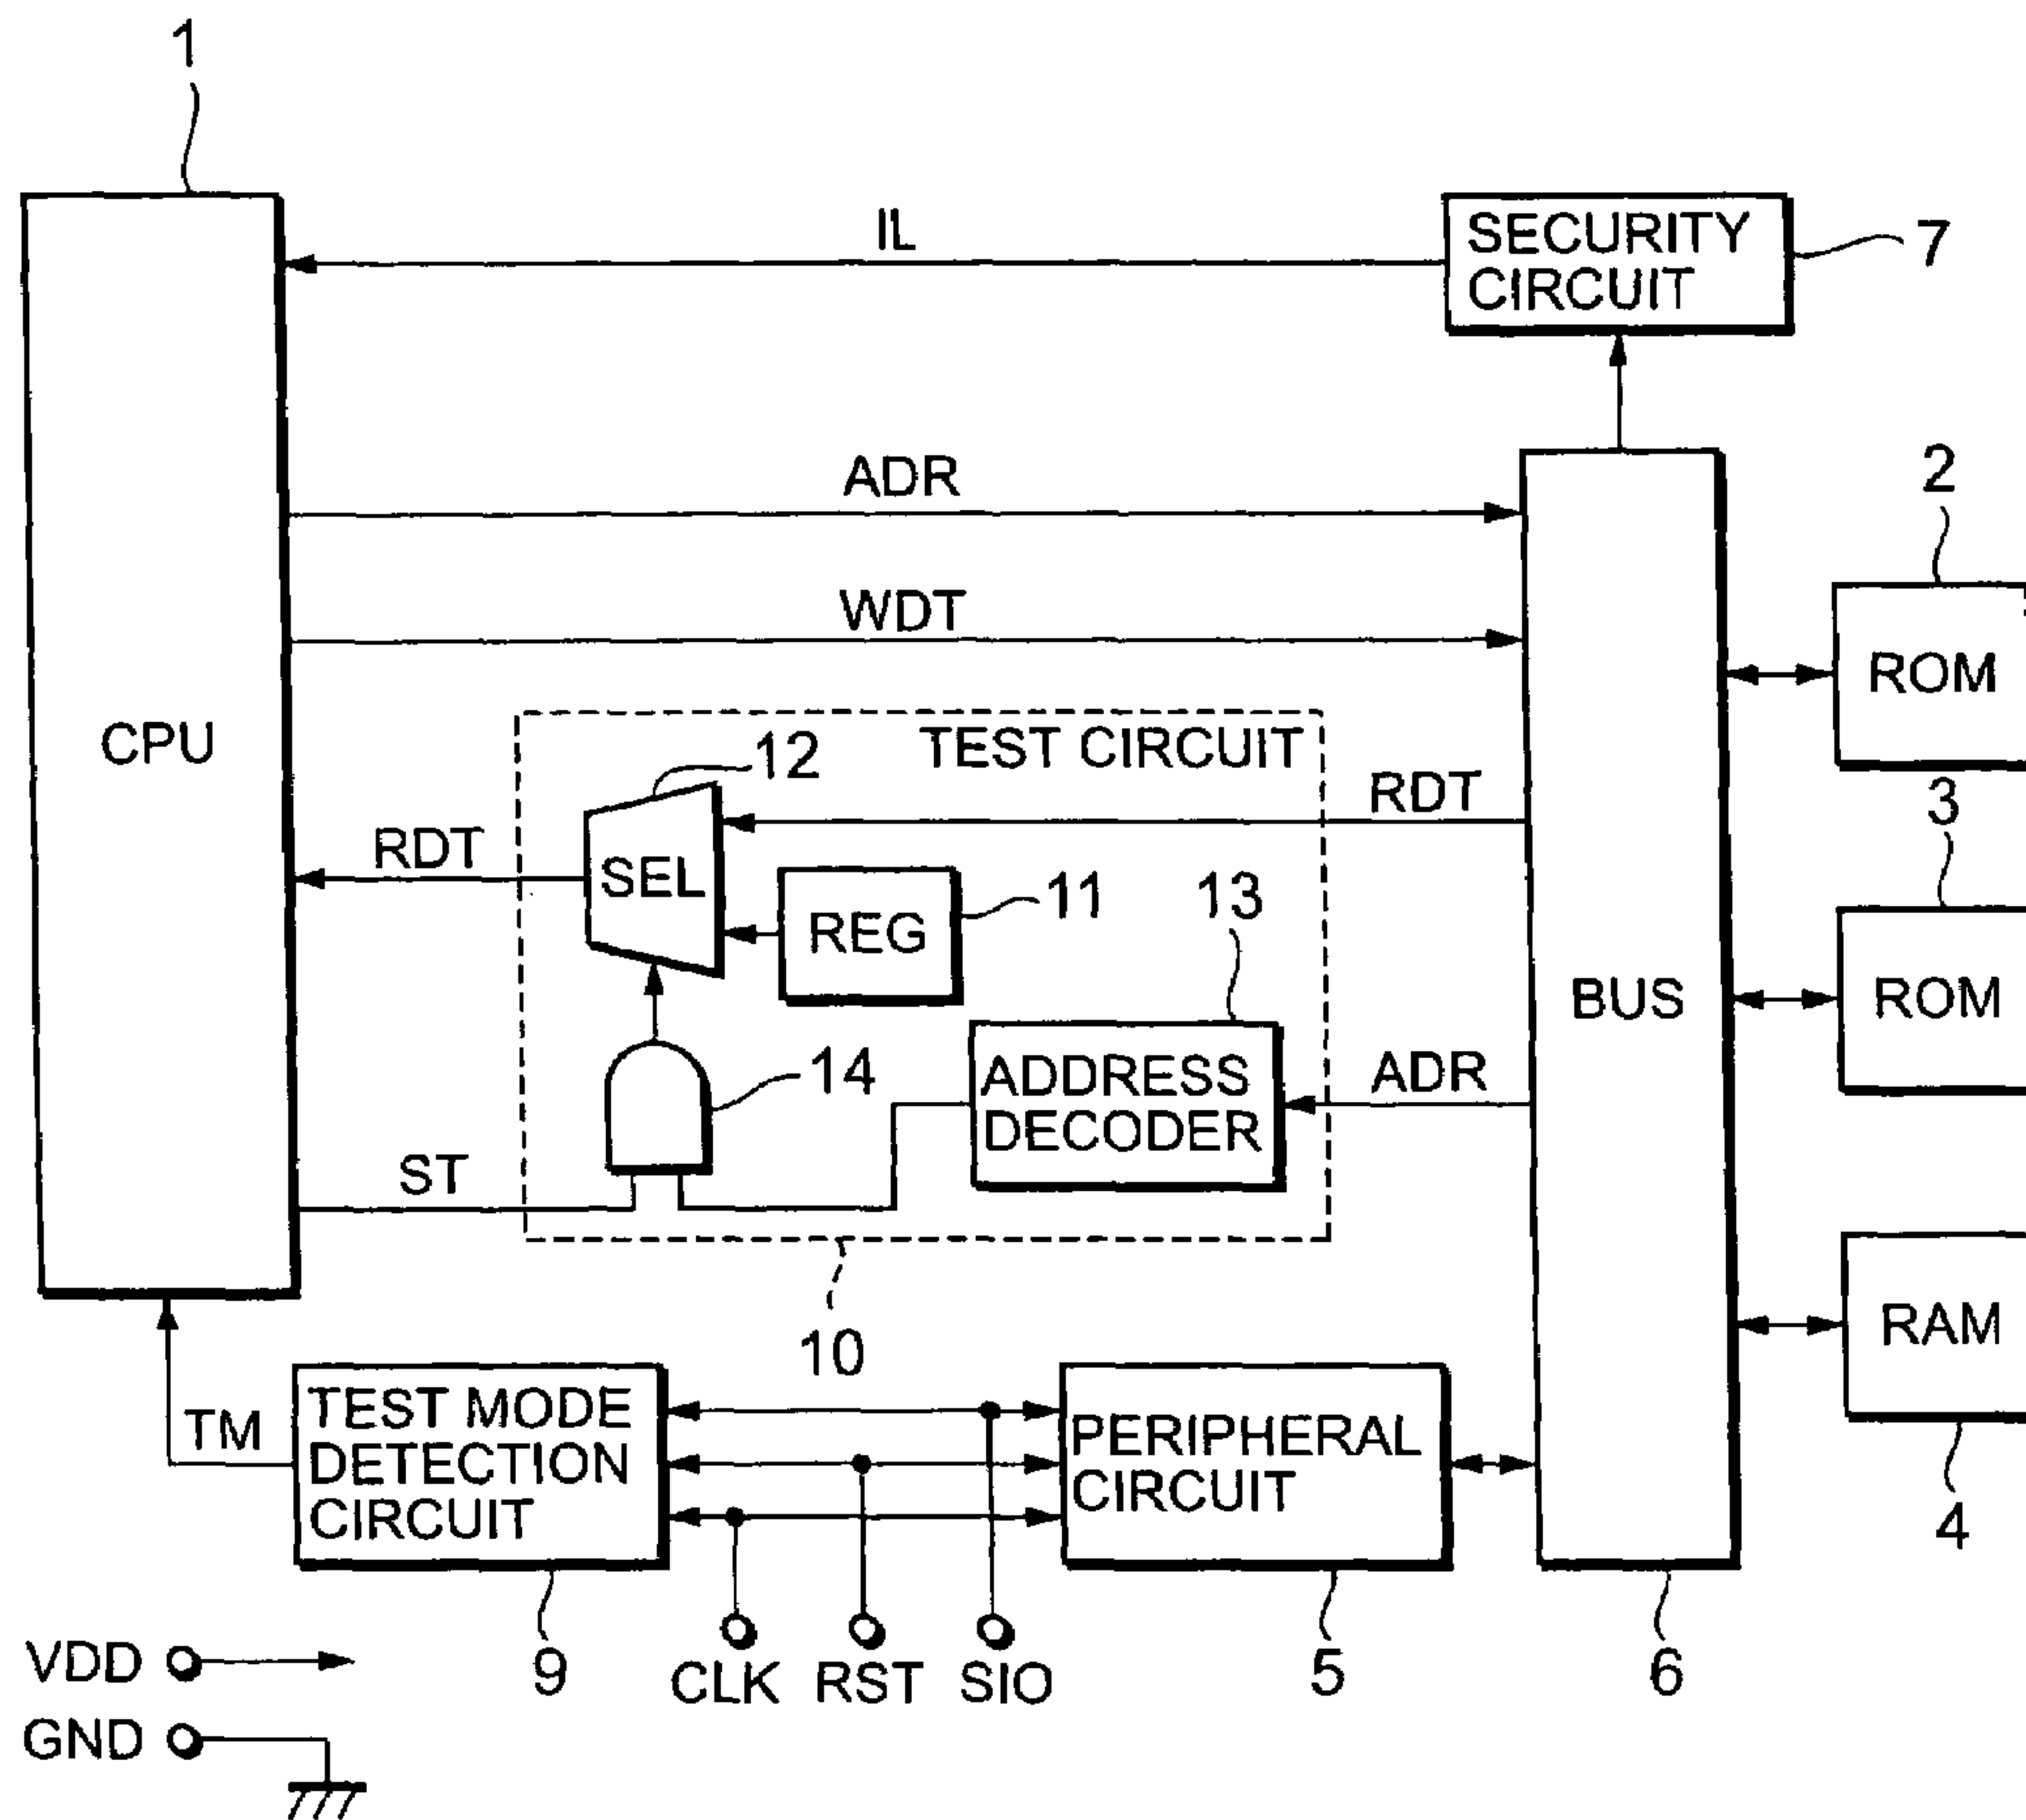 1
IL
SECURITY
CIRCUIT
7
ADR
2
WDT
ROM
CPU
12
TEST CIRCUIT
RDT
3
RDT
SEL
REG
11
13
ROM
BUS
14
ADDRESS
DECODER
ADR
ST
10
RAM
TM
TEST MODE
DETECTION
CIRCUIT
PERIPHERAL
CIRCUIT
4
9
CLK
RST
SIO
5
6
VDD
GND